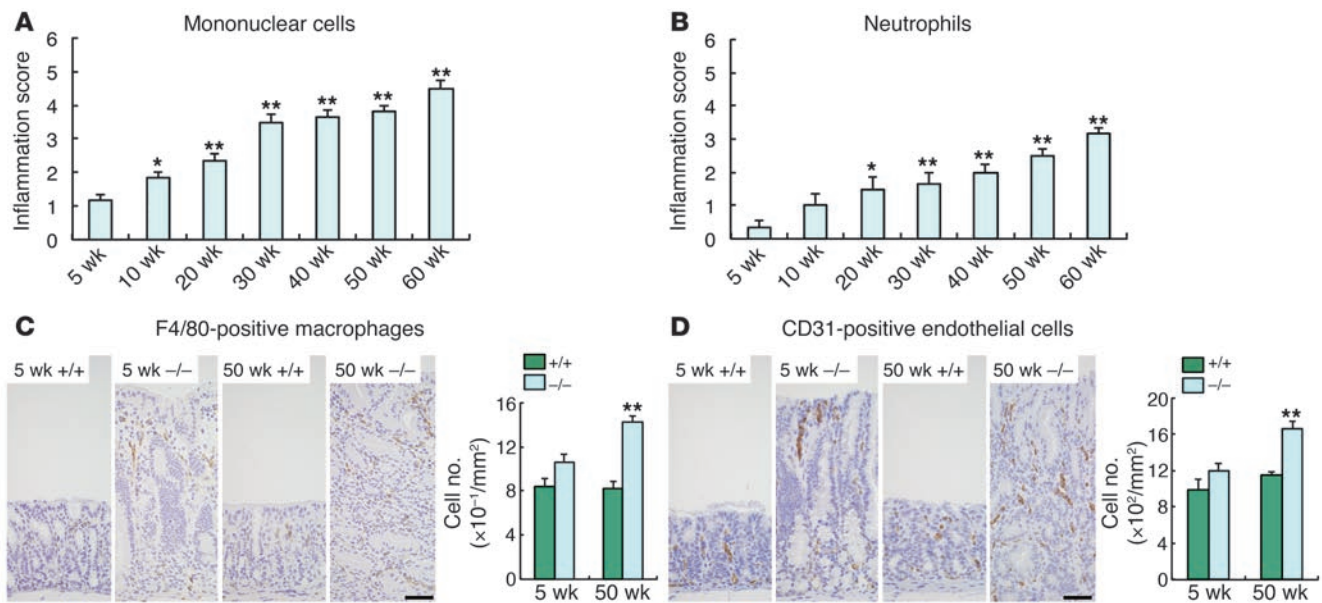 A Mononuclear cells
Inflammation score
6
5
4
3
2
1
0
*
**
**
**
**
**
5 wk
10 wk
20 wk
30 wk
40 wk
50 wk
60 wk
B Neutrophils
Inflammation score
6
5
4
3
2
1
0
*
**
**
**
**
5 wk
10 wk
20 wk
30 wk
40 wk
50 wk
60 wk
C F4/80-positive macrophages
5 wk +/+ 5 wk –/– 50 wk +/+ 50 wk –/–
+/+
–/–
Cell no.
(×10⁻¹/mm²)
16
12
8
4
0
**
5 wk 50 wk
D CD31-positive endothelial cells
5 wk +/+ 5 wk –/– 50 wk +/+ 50 wk –/–
+/+
–/–
Cell no.
(×10²/mm²)
20
16
12
8
4
0
**
5 wk 50 wk